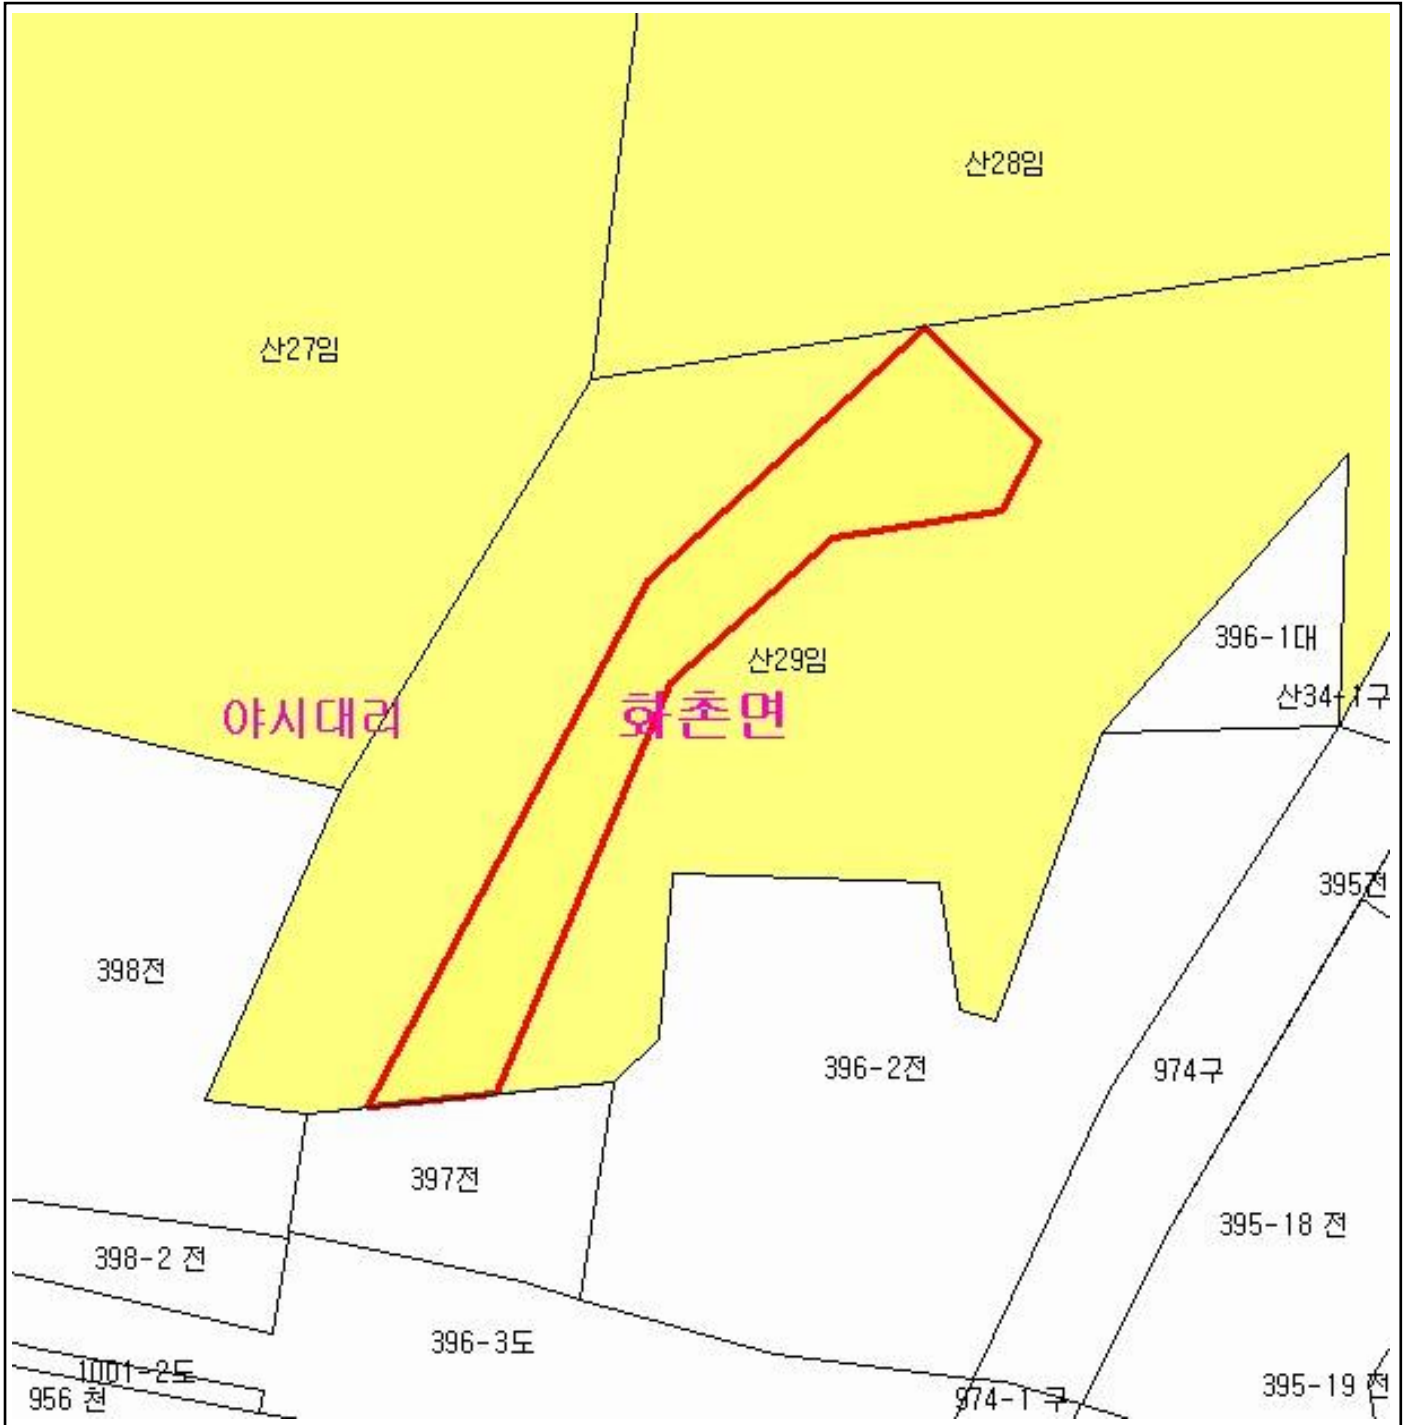 산28임
산27임
396-1대
산29임
산34-1구
야시대리
화촌면
395전
398전
396-2전
974구
397전
395-18 전
398-2 전
396-3도
1001-2도
395-19 전
956 천
974-1 구